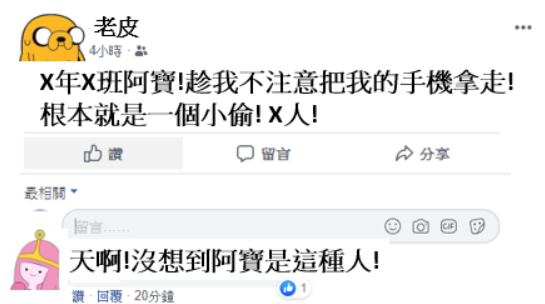 老皮
4小時 ·
X年X班阿寶!趁我不注意把我的手機拿走!
根本就是一個小偷! X人!
讚 留言 分享
最相關
留言…… GIF
天啊!沒想到阿寶是這種人!
讚 · 回覆 · 20分鐘 1